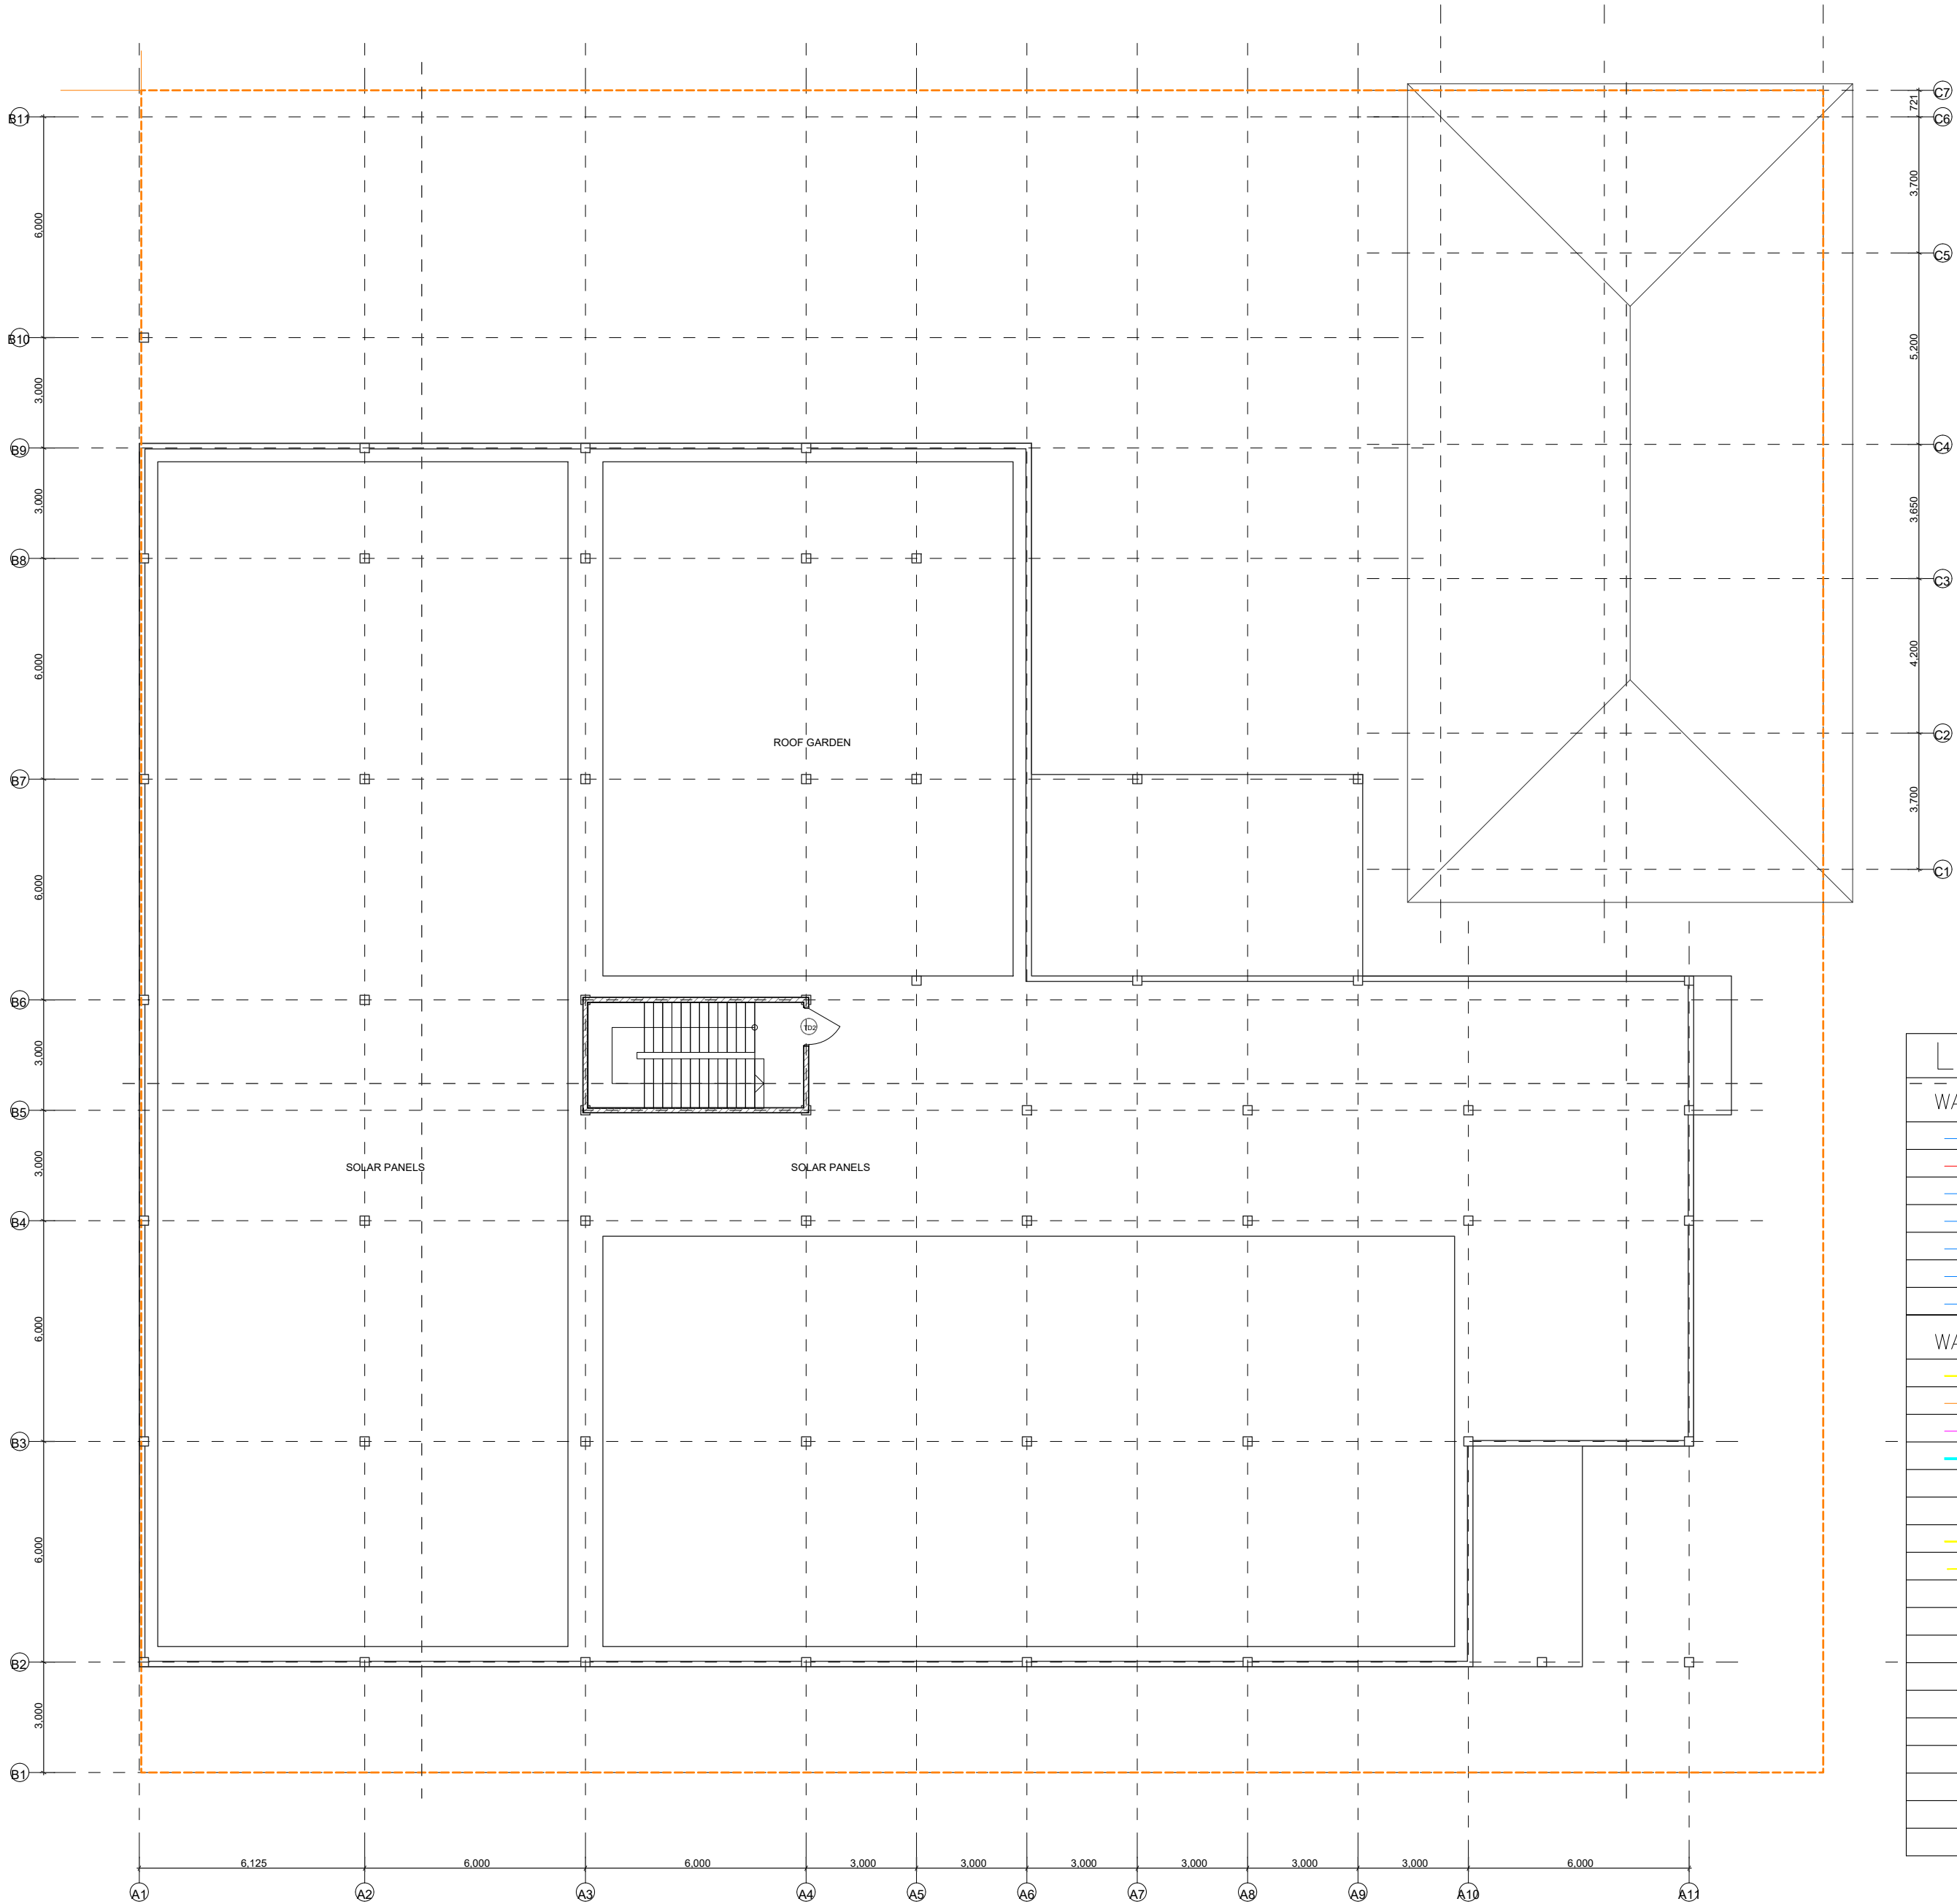 C7
721
B11
C6
3,700
6,000
C5
B10
5,200
3,000
C4
B9
3,000
3,650
B8
C3
4,200
6,000
C2
ROOF GARDEN
B7
3,700
C1
6,000
B6
TD2
3,000
L
WA
B5
3,000
SOLAR PANELS
SOLAR PANELS
B4
6,000
WA
B3
6,000
B2
3,000
B1
6,125 6,000 6,000 3,000 3,000 3,000 3,000 3,000 3,000 6,000
A1 A2 A3 A4 A5 A6 A7 A8 A9 A10 A11